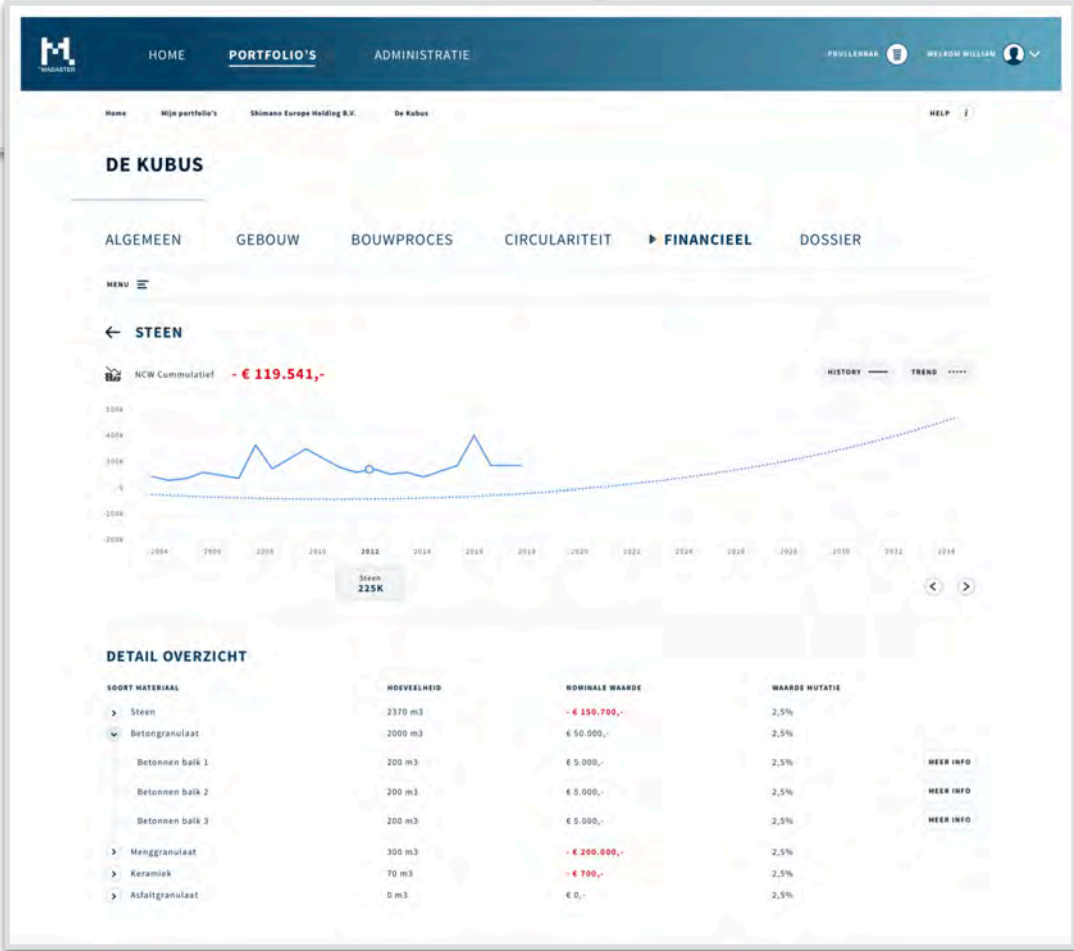 MADASTER
HOME PORTFOLIO'S ADMINISTRATIE PRULLENBAK WELKOM WILLIAM
Home Mijn portfolio's Shimano Europe Holding B.V. De Kubus HELP i
DE KUBUS
ALGEMEEN GEBOUW BOUWPROCES CIRCULARITEIT FINANCIEEL DOSSIER
MENU
STEEN
NCW Cummulatief - € 119.541,- HISTORY TREND
500k
400k
300k
0
-100k
-200k
2004 2006 2008 2010 2012 2014 2016 2018 2020 2022 2024 2028 2030 2032
Steen
225K
DETAIL OVERZICHT
SOORT MATERIAAL HOEVEELHEID NOMINALE WAARDE WAARDE MUTATIE
Steen 2370 m3 - € 150.700,- 2,5%
Betongranulaat 2000 m3 € 50.000,- 2,5%
Betonnen balk 1 200 m3 € 5.000,- 2,5% MEER INFO
Betonnen balk 2 200 m3 € 5.000,- 2,5% MEER INFO
Betonnen balk 3 200 m3 € 5.000,- 2,5% MEER INFO
Menggranulaat 300 m3 - € 200.000,- 2,5%
Keramiek 70 m3 - € 700,- 2,5%
Asfaltgranulaat 0 m3 € 0,- 2,5%